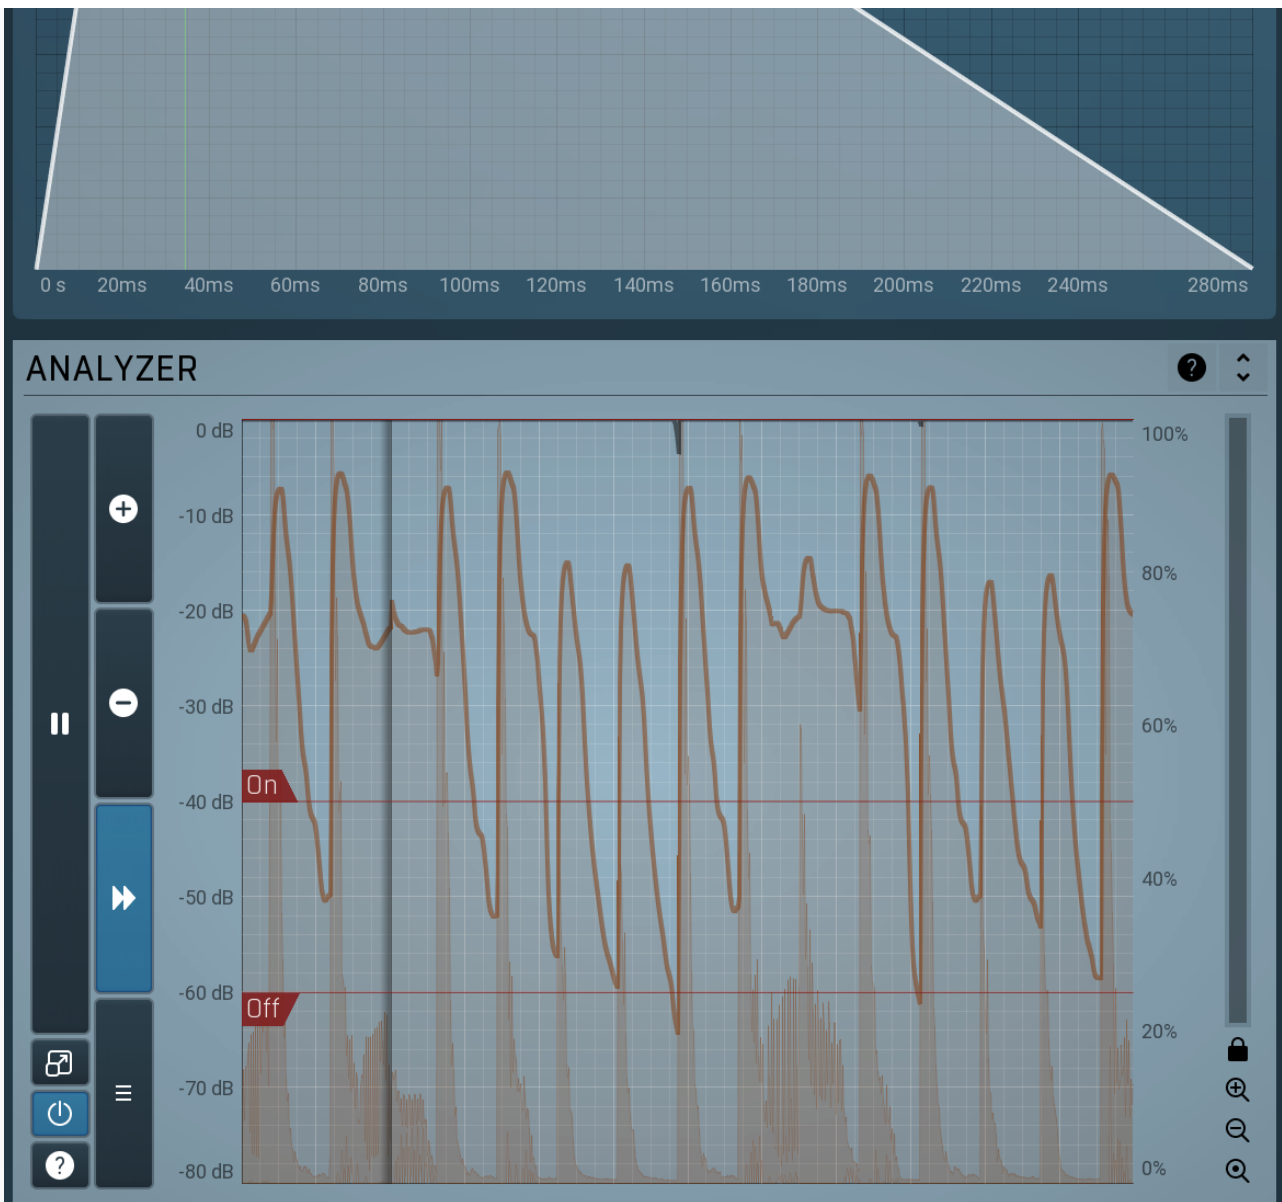 0 s 20ms 40ms 60ms 80ms 100ms 120ms 140ms 160ms 180ms 200ms 220ms 240ms 280ms
ANALYZER ?
0 dB 100%
-10 dB
80%
-20 dB
-30 dB
60%
On
-40 dB
40%
-50 dB
-60 dB
Off
20%
-70 dB
-80 dB 0%
?